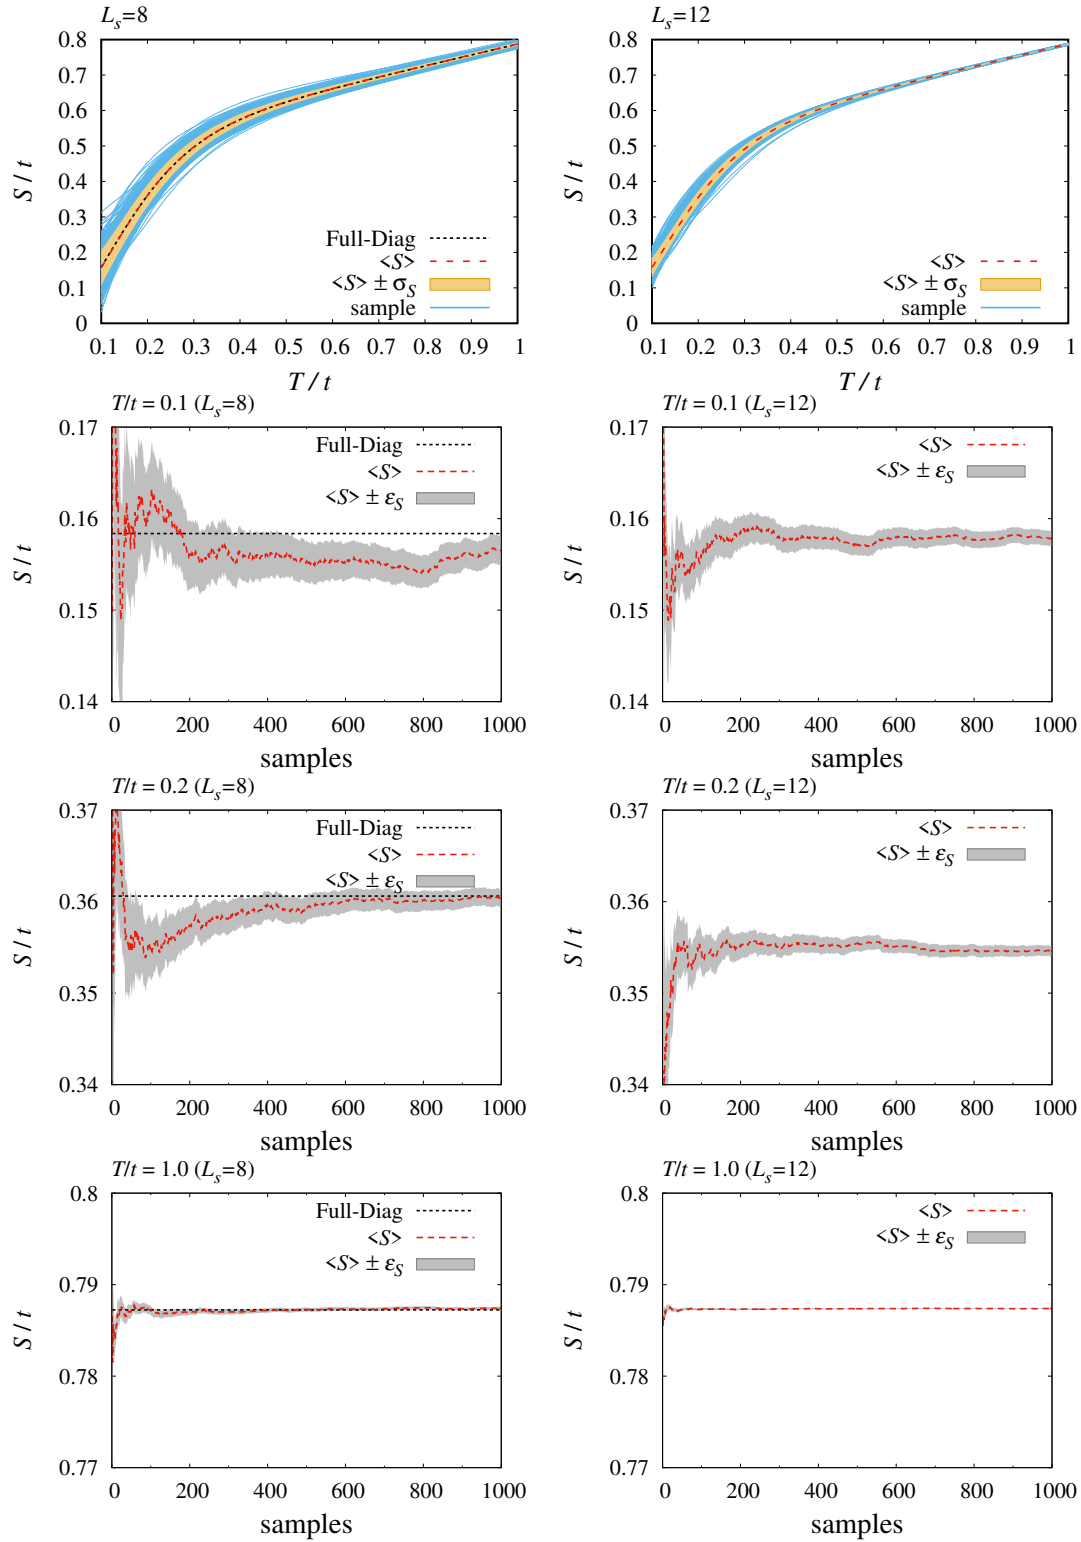 L_s=8
0.8
0.7
0.6
0.5
0.4
0.3
0.2
0.1
0
S / t
Full-Diag
<S>
<S> ± σ_S
sample
0.1 0.2 0.3 0.4 0.5 0.6 0.7 0.8 0.9 1
T / t
L_s=12
0.8
0.7
0.6
0.5
0.4
0.3
0.2
0.1
0
S / t
<S>
<S> ± σ_S
sample
0.1 0.2 0.3 0.4 0.5 0.6 0.7 0.8 0.9 1
T / t
T/t = 0.1 (L_s=8)
0.17
0.16
0.15
0.14
S / t
Full-Diag
<S>
<S> ± ε_S
0 200 400 600 800 1000
samples
T/t = 0.1 (L_s=12)
0.17
0.16
0.15
0.14
S / t
<S>
<S> ± ε_S
0 200 400 600 800 1000
samples
T/t = 0.2 (L_s=8)
0.37
0.36
0.35
0.34
S / t
Full-Diag
<S>
<S> ± ε_S
0 200 400 600 800 1000
samples
T/t = 0.2 (L_s=12)
0.37
0.36
0.35
0.34
S / t
<S>
<S> ± ε_S
0 200 400 600 800 1000
samples
T/t = 1.0 (L_s=8)
0.8
0.79
0.78
0.77
S / t
Full-Diag
<S>
<S> ± ε_S
0 200 400 600 800 1000
samples
T/t = 1.0 (L_s=12)
0.8
0.79
0.78
0.77
S / t
<S>
<S> ± ε_S
0 200 400 600 800 1000
samples